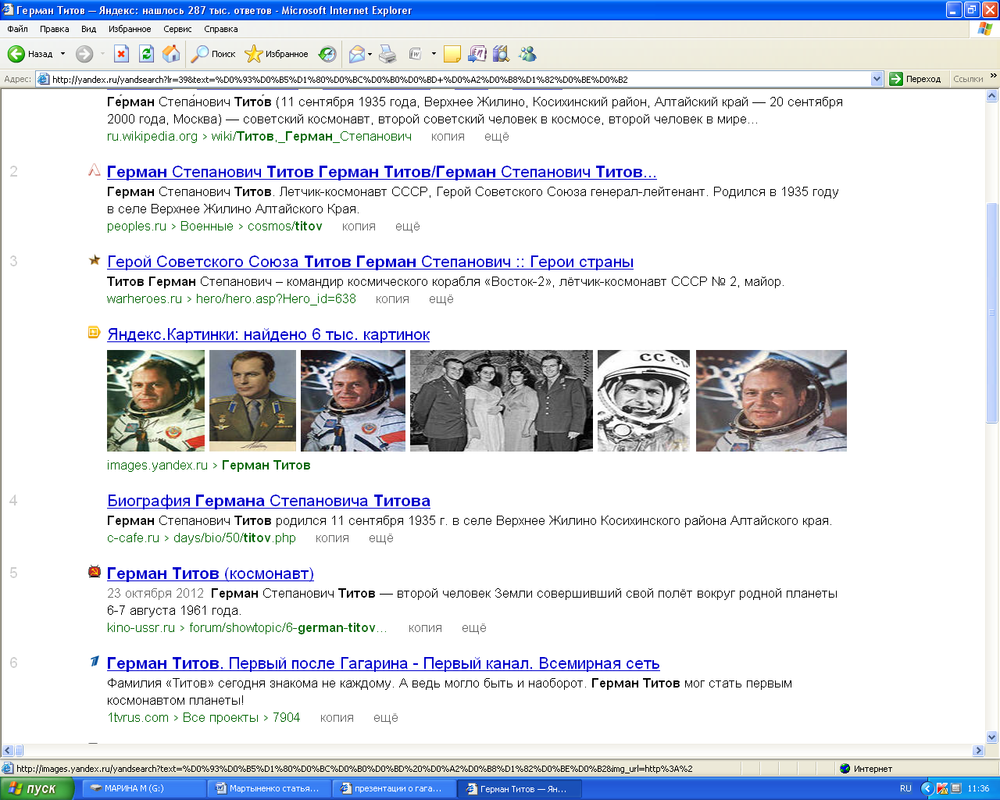 Герман Титов — Яндекс: нашлось 287 тыс. ответов - Microsoft Internet Explorer
Файл Правка Вид Избранное Сервис Справка
Назад Поиск Избранное
Адрес: http://yandex.ru/yandsearch?lr=39&text=%D0%93%D0%B5%D1%80%D0%BC%D0%B0%D0%BD+%D0%A2%D0%B8%D1%82%D0%BE%D0%B2 Переход Ссылки »
Ге́рман Степа́нович Тито́в (11 сентября 1935 года, Верхнее Жилино, Косихинский район, Алтайский край — 20 сентября
2000 года, Москва) — советский космонавт, второй советский человек в космосе, второй человек в мире...
ru.wikipedia.org › wiki/Титов,_Герман_Степанович копия ещё
2 Герман Степанович Титов Герман Титов/Герман Степанович Титов...
Герман Степанович Титов. Летчик-космонавт СССР, Герой Советского Союза генерал-лейтенант. Родился в 1935 году
в селе Верхнее Жилино Алтайского Края.
peoples.ru › Военные › cosmos/titov копия ещё
3 Герой Советского Союза Титов Герман Степанович :: Герои страны
Титов Герман Степанович – командир космического корабля «Восток-2», лётчик-космонавт СССР № 2, майор.
warheroes.ru › hero/hero.asp?Hero_id=638 копия ещё
Яндекс.Картинки: найдено 6 тыс. картинок
images.yandex.ru › Герман Титов
4 Биография Германа Степановича Титова
Герман Степанович Титов родился 11 сентября 1935 г. в селе Верхнее Жилино Косихинского района Алтайского края.
c-cafe.ru › days/bio/50/titov.php копия ещё
5 Герман Титов (космонавт)
23 октября 2012 Герман Степанович Титов — второй человек Земли совершивший свой полёт вокруг родной планеты
6-7 августа 1961 года.
kino-ussr.ru › forum/showtopic/6-german-titov... копия ещё
6 Герман Титов. Первый после Гагарина - Первый канал. Всемирная сеть
Фамилия «Титов» сегодня знакома не каждому. А ведь могло быть и наоборот. Герман Титов мог стать первым
космонавтом планеты!
1tvrus.com › Все проекты › 7904 копия ещё
http://images.yandex.ru/yandsearch?text=%D0%93%D0%B5%D1%80%D0%BC%D0%B0%D0%BD%20%D0%A2%D0%B8%D1%82%D0%BE%D0%B2&img_url=http%3A%2 Интернет
пуск МАРИНА М (G:) Мартыненко статья... презентации о гага... Герман Титов — Ян... RU 11:36